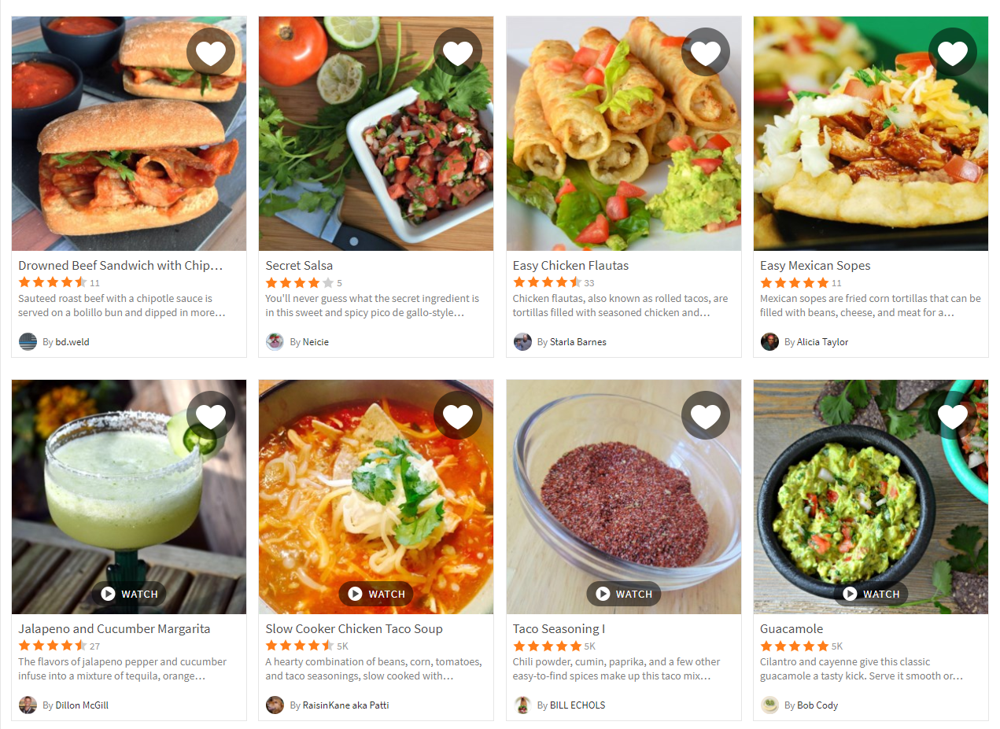 Drowned Beef Sandwich with Chip...
11
Sauteed roast beef with a chipotle sauce is
served on a bolillo bun and dipped in more...
By bd.weld
Secret Salsa
5
You'll never guess what the secret ingredient is
in this sweet and spicy pico de gallo-style...
By Neicie
Easy Chicken Flautas
33
Chicken flautas, also known as rolled tacos, are
tortillas filled with seasoned chicken and...
By Starla Barnes
Easy Mexican Sopes
11
Mexican sopes are fried corn tortillas that can be
filled with beans, cheese, and meat for a...
By Alicia Taylor
WATCH
Jalapeno and Cucumber Margarita
27
The flavors of jalapeno pepper and cucumber
infuse into a mixture of tequila, orange...
By Dillon McGill
WATCH
Slow Cooker Chicken Taco Soup
5K
A hearty combination of beans, corn, tomatoes,
and taco seasonings, slow cooked with...
By RaisinKane aka Patti
WATCH
Taco Seasoning I
5K
Chili powder, cumin, paprika, and a few other
easy-to-find spices make up this taco mix...
By BILL ECHOLS
WATCH
Guacamole
5K
Cilantro and cayenne give this classic
guacamole a tasty kick. Serve it smooth or...
By Bob Cody